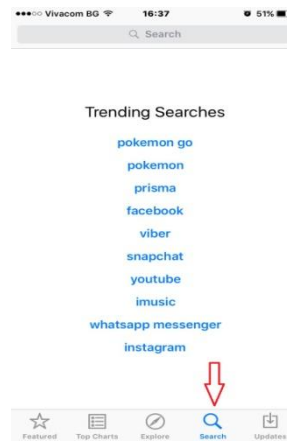 Vivacom BG 16:37 51%
Search
Trending Searches
pokemon go
pokemon
prisma
facebook
viber
snapchat
youtube
imusic
whatsapp messenger
instagram
Featured Top Charts Explore Search Updates